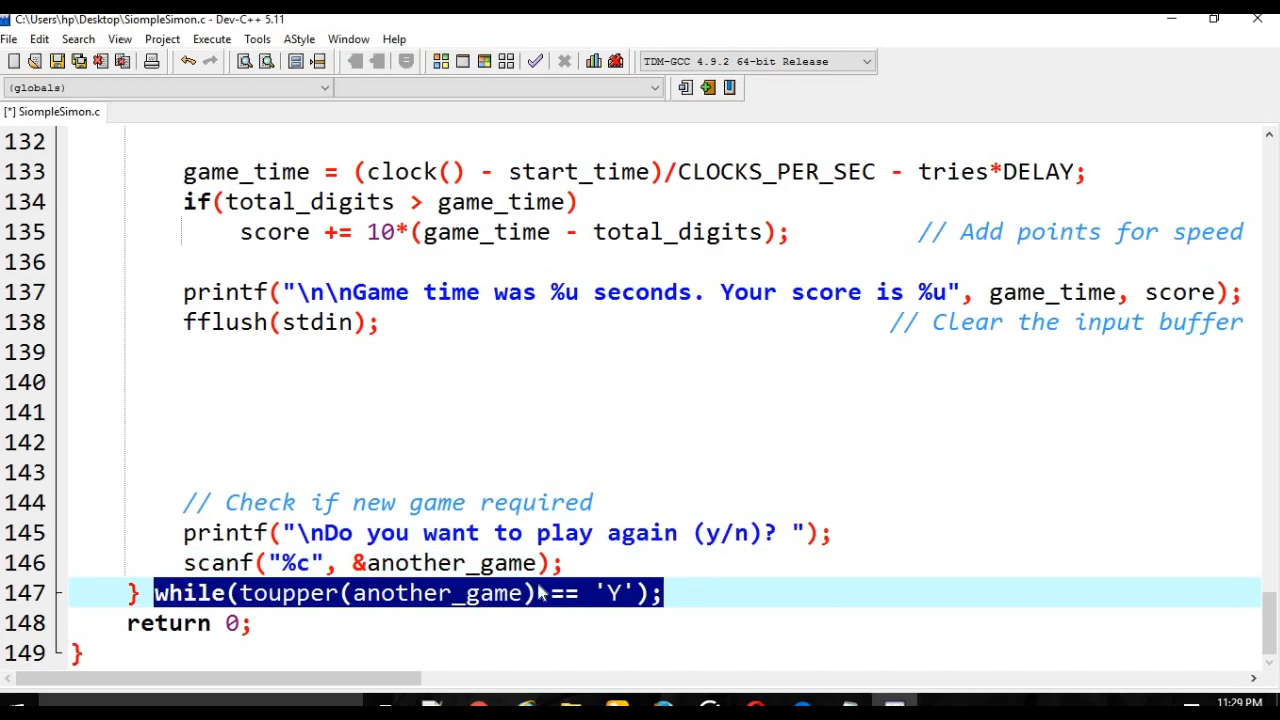 C:\Users\hp\Desktop\SiompleSimon.c - Dev-C++ 5.11
File Edit Search View Project Execute Tools AStyle Window Help
TDM-GCC 4.9.2 64-bit Release
(globals)
[*] SiompleSimon.c
132
133 game_time = (clock() - start_time)/CLOCKS_PER_SEC - tries*DELAY;
134 if(total_digits > game_time)
135 score += 10*(game_time - total_digits); // Add points for speed
136
137 printf("\n\nGame time was %u seconds. Your score is %u", game_time, score);
138 fflush(stdin); // Clear the input buffer
139
140
141
142
143
144 // Check if new game required
145 printf("\nDo you want to play again (y/n)? ");
146 scanf("%c", &another_game);
147 } while(toupper(another_game) == 'Y');
148 return 0;
149 }
11:29 PM